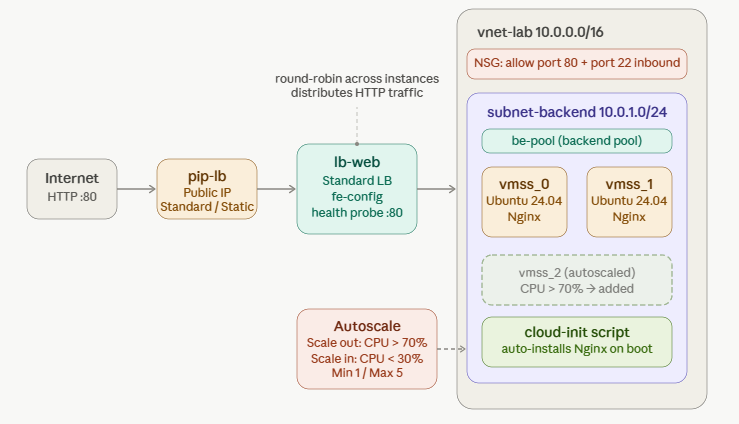 vnet-lab 10.0.0.0/16
NSG: allow port 80 + port 22 inbound
round-robin across instances
distributes HTTP traffic
subnet-backend 10.0.1.0/24
be-pool (backend pool)
Internet
HTTP :80
pip-lb
Public IP
Standard / Static
lb-web
Standard LB
fe-config
health probe :80
vmss_0
Ubuntu 24.04
Nginx
vmss_1
Ubuntu 24.04
Nginx
vmss_2 (autoscaled)
CPU > 70% → added
Autoscale
Scale out: CPU > 70%
Scale in: CPU < 30%
Min 1 / Max 5
cloud-init script
auto-installs Nginx on boot